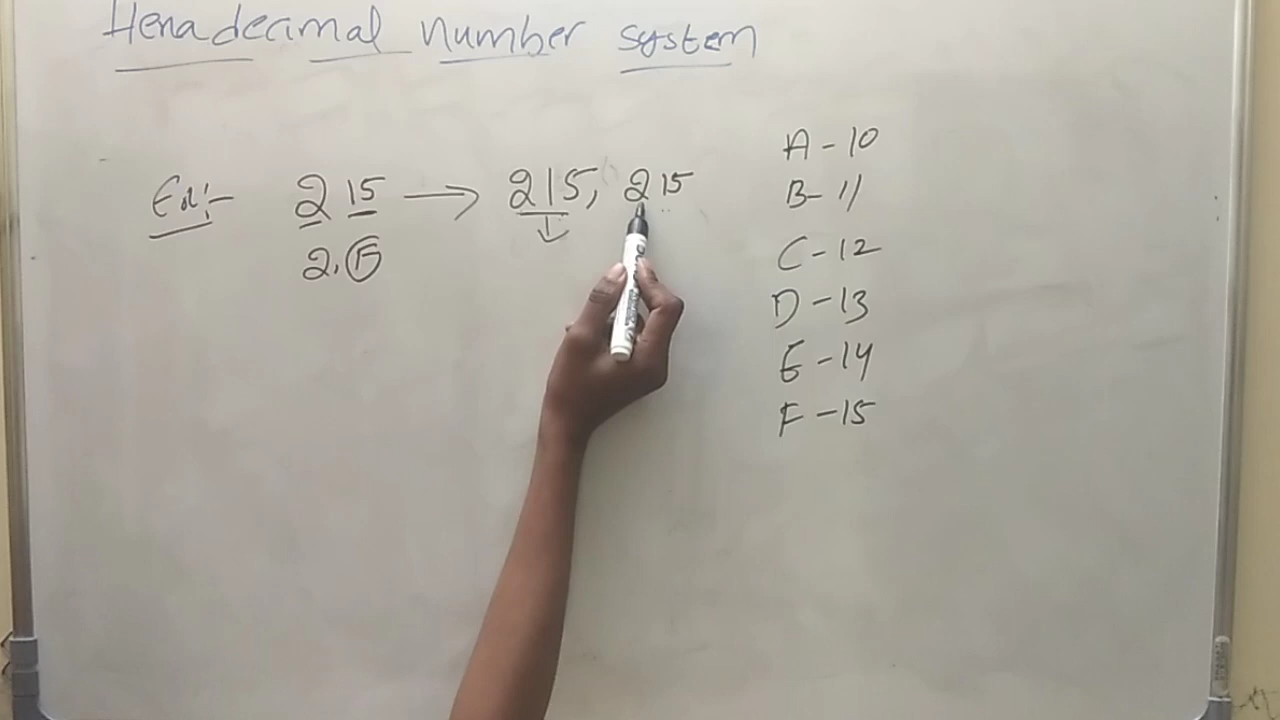 Hexadecimal number system
Ex:- 2 15 → 215, 2 15
2. F
A - 10
B - 11
C - 12
D - 13
E - 14
F - 15